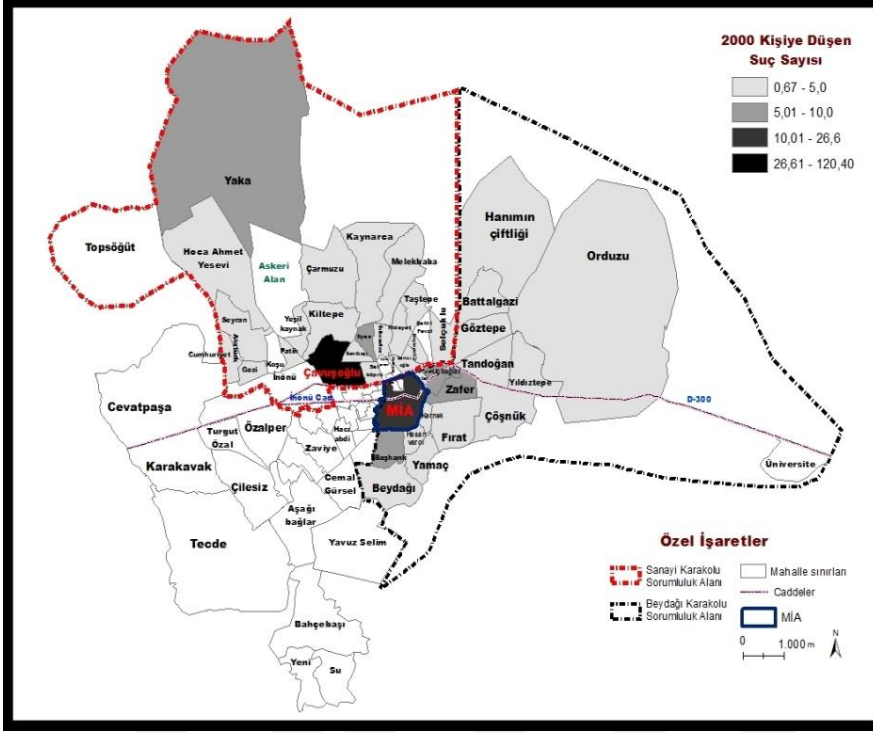 2000 Kişiye Düşen
Suç Sayısı
0,67 - 5,0
5,01 - 10,0
10,01 - 26,6
26,61 - 120,40
Yaka
Topsöğüt
Hoca Ahmet
Yesevi
Askeri
Alan
Çarmuzu
Kaynarca
Melekbaba
Hanımın
çiftliği
Orduzu
Taştepe
Battalgazi
Seyran
Yeşil
kaynak
Kiltepe
Selçuklu
Göztepe
Cumhuriyet
Gazi
Fatih
Koşu
İnönü
Çavuşoğlu
Tandoğan
Yıldıztepe
Cevatpaşa
İnönü Cad.
MİA
Zafer
Çöşnük
D-300
Turgut
Özal
Özalper
Hacı
abdi
Zaviye
Fırat
Karakavak
Başhank
Yamaç
Üniversite
Çilesiz
Cemal
Gürsel
Beydağı
Aşağı
bağlar
Tecde
Yavuz Selim
Bahçebaşı
Yeni
Su
Özel İşaretler
Sanayi Karakolu
Sorumluluk Alanı
Mahalle sınırları
Caddeler
Beydağı Karakolu
Sorumluluk Alanı
MİA
0
1.000 m
N